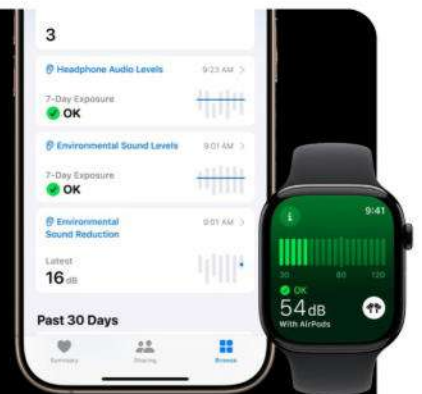 3
Headphone Audio Levels 9:23 AM
7-Day Exposure
OK
Environmental Sound Levels 9:01 AM
7-Day Exposure
OK
Environmental 9:01 AM
Sound Reduction
Latest
16 dB
Past 30 Days
Summary Sharing Browse
9:41
30 80 120
OK
54 dB
With AirPods